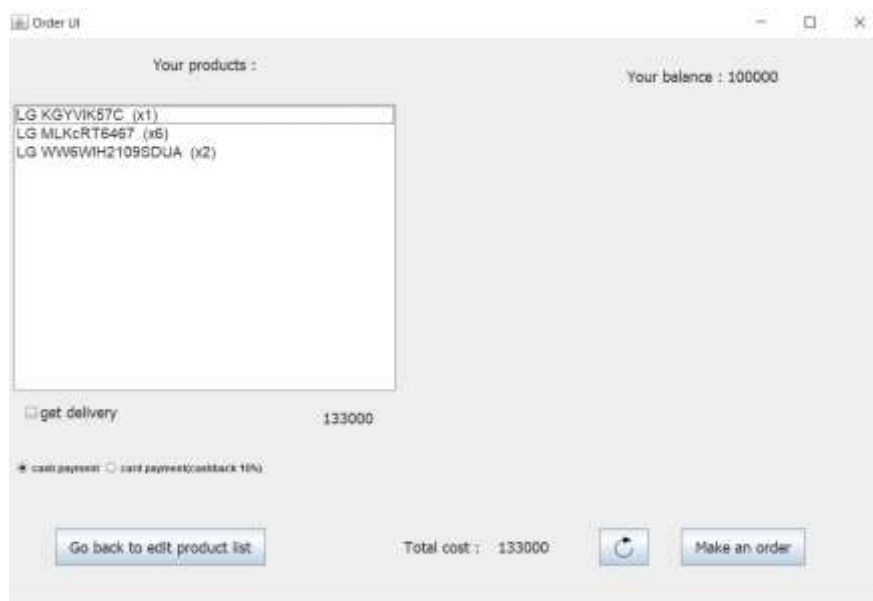 Order UI
Your products :
Your balance : 100000
LG KGYVIK57C (x1)
LG MLKcRT6467 (x6)
LG WW6WIH2109SDUA (x2)
get delivery
133000
cash payment card payment(cashback 10%)
Go back to edit product list
Total cost : 133000
Make an order